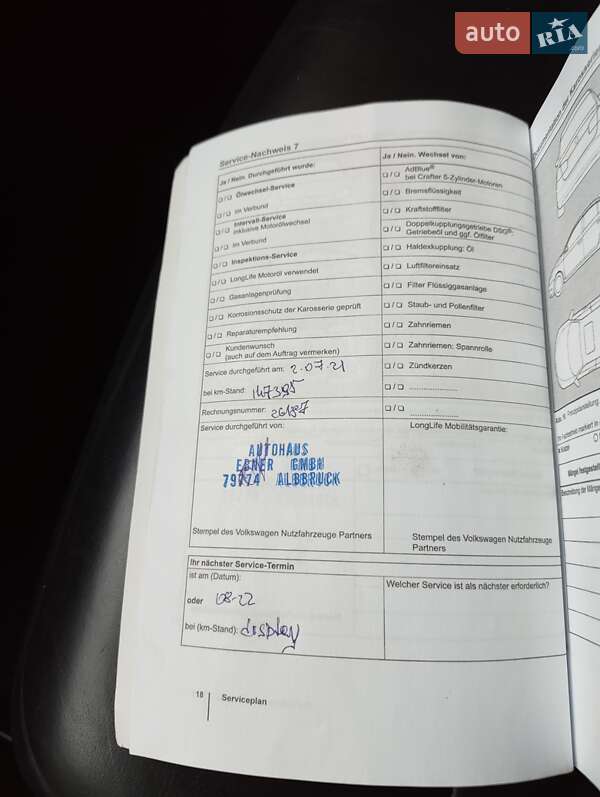 auto RIA .com
Service-Nachweis 7
Ja / Nein. Durchgeführt wurde:
❑ / ❑ Ölwechsel-Service
❑ / ❑ Im Verbund
❑ / ❑ Intervall-Service
inklusive Motorölwechsel
❑ / ❑ Im Verbund
❑ / ❑ Inspektions-Service
❑ / ❑ LongLife Motoröl verwendet
❑ / ❑ Gasanlagenprüfung
❑ / ❑ Korrosionsschutz der Karosserie geprüft
❑ / ❑ Reparaturempfehlung
❑ / ❑ Kundenwunsch
(auch auf dem Auftrag vermerken)
Service durchgeführt am: 2.07.21
bei km-Stand: 147395
Rechnungsnummer: 26197
Service durchgeführt von:
AUTOHAUS
EBNER GMBH
79774 ALBBRUCK
Stempel des Volkswagen Nutzfahrzeuge Partners
Ja / Nein. Wechsel von:
❑ / ❑ AdBlue®
bei Crafter 5-Zylinder-Motoren
❑ / ❑ Bremsflüssigkeit
❑ / ❑ Kraftstofffilter
❑ / ❑ Doppelkupplungsgetriebe DSG®-
Getriebeöl und ggf. Ölfilter
❑ / ❑ Haldexkupplung: Öl
❑ / ❑ Luftfiltereinsatz
❑ / ❑ Filter Flüssiggasanlage
❑ / ❑ Staub- und Pollenfilter
❑ / ❑ Zahnriemen
❑ / ❑ Zahnriemen: Spannrolle
❑ / ❑ Zündkerzen
❑ / ❑ ....................
❑ / ❑ ....................
LongLife Mobilitätsgarantie:
Stempel des Volkswagen Nutzfahrzeuge
Partners
Ihr nächster Service-Termin
ist am (Datum):
oder 08-22
bei (km-Stand): display
Welcher Service ist als nächster erforderlich?
18 Serviceplan